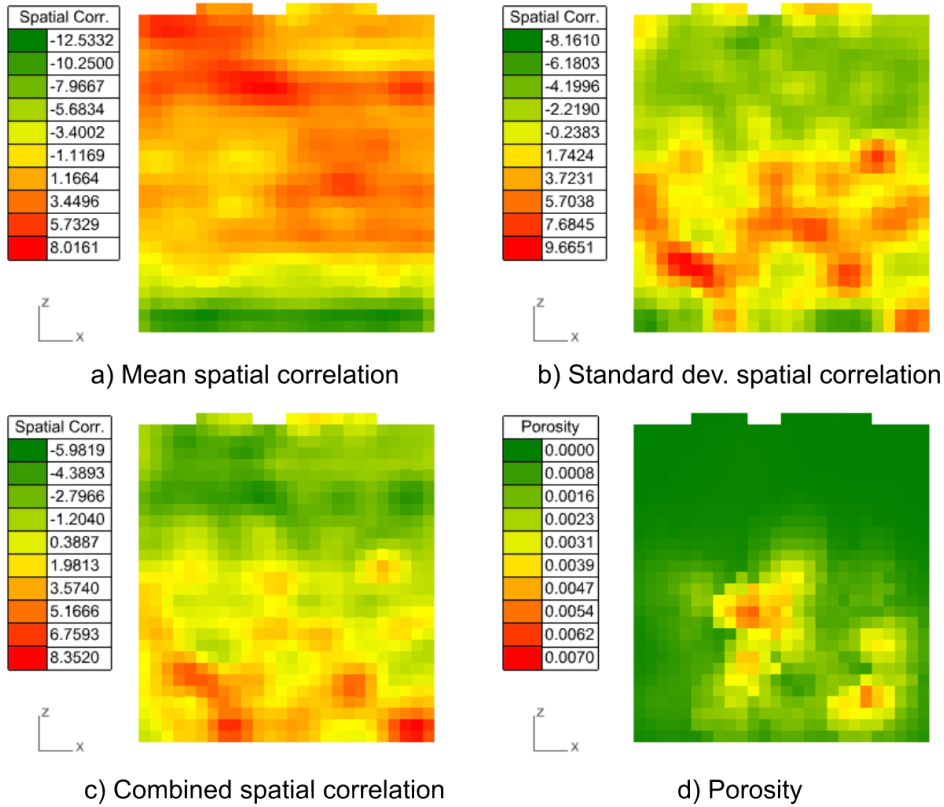 Spatial Corr.
-12.5332
-10.2500
-7.9667
-5.6834
-3.4002
-1.1169
1.1664
3.4496
5.7329
8.0161
z
x
a) Mean spatial correlation
Spatial Corr.
-8.1610
-6.1803
-4.1996
-2.2190
-0.2383
1.7424
3.7231
5.7038
7.6845
9.6651
z
x
b) Standard dev. spatial correlation
Spatial Corr.
-5.9819
-4.3893
-2.7966
-1.2040
0.3887
1.9813
3.5740
5.1666
6.7593
8.3520
z
x
c) Combined spatial correlation
Porosity
0.0000
0.0008
0.0016
0.0023
0.0031
0.0039
0.0047
0.0054
0.0062
0.0070
z
x
d) Porosity